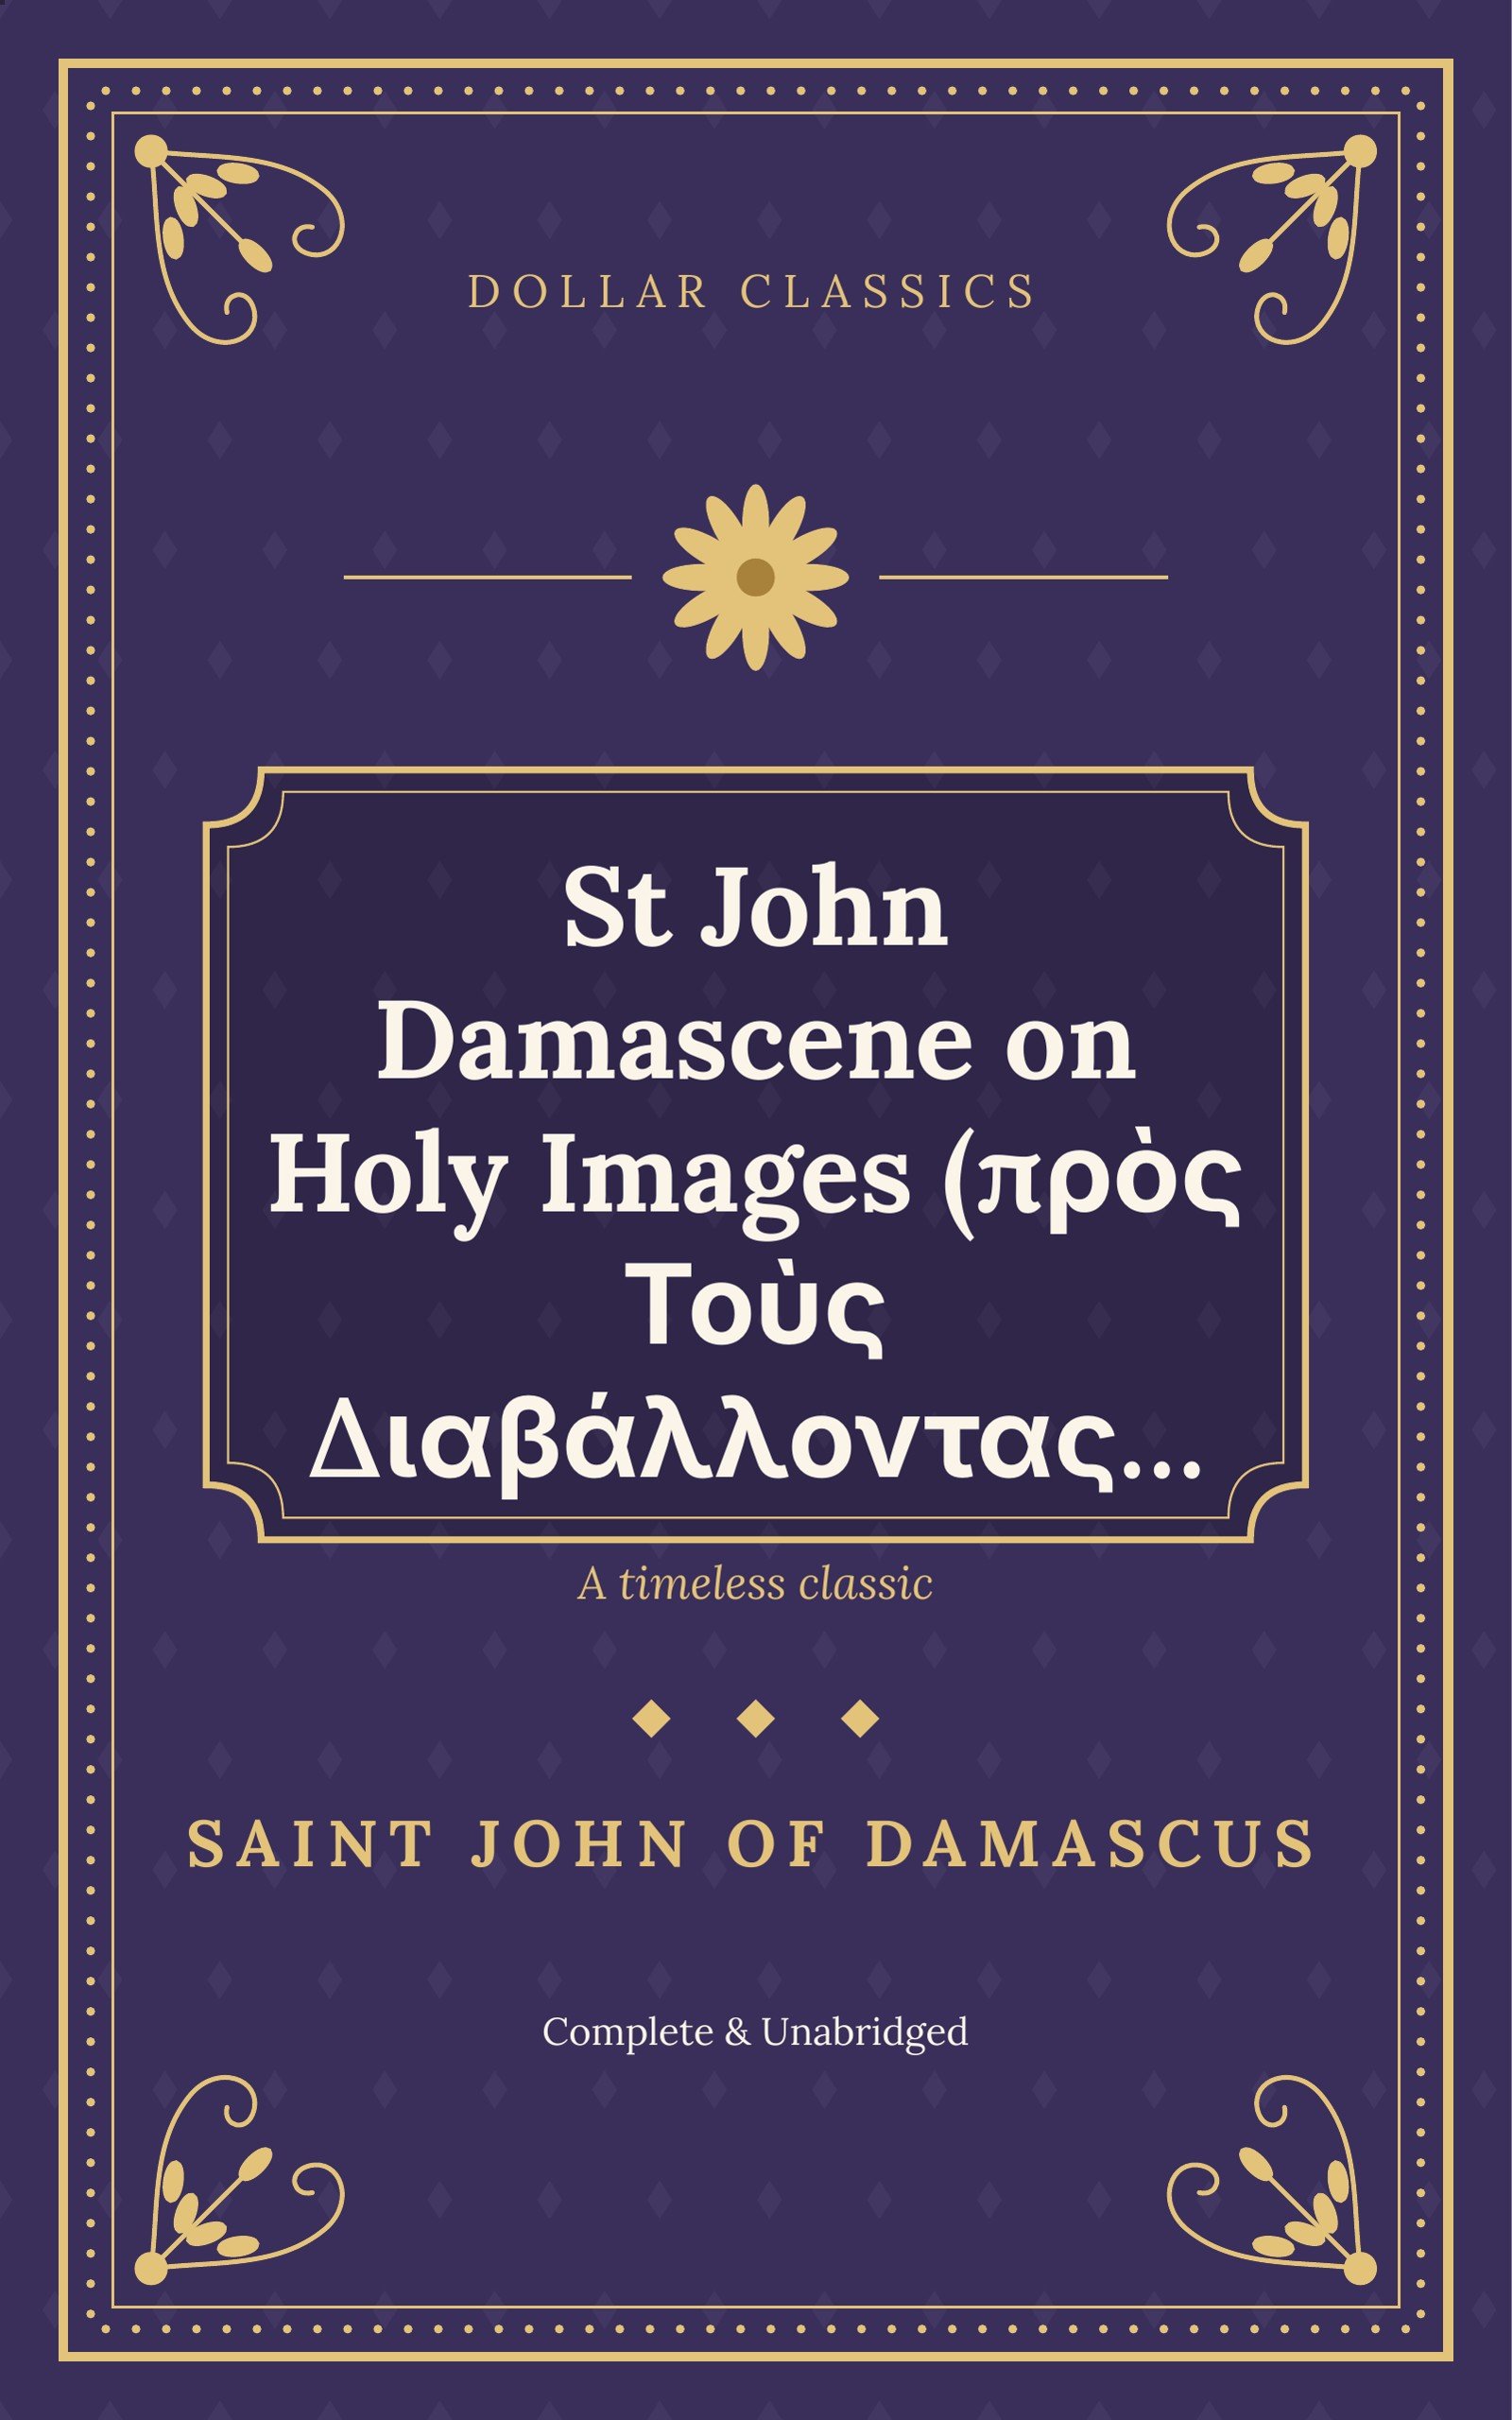 DOLLAR CLASSICS
St John
Damascene on
Holy Images (πρὸς
Τοὺς
Διαβάλλοντας...
A timeless classic
SAINT JOHN OF DAMASCUS
Complete & Unabridged